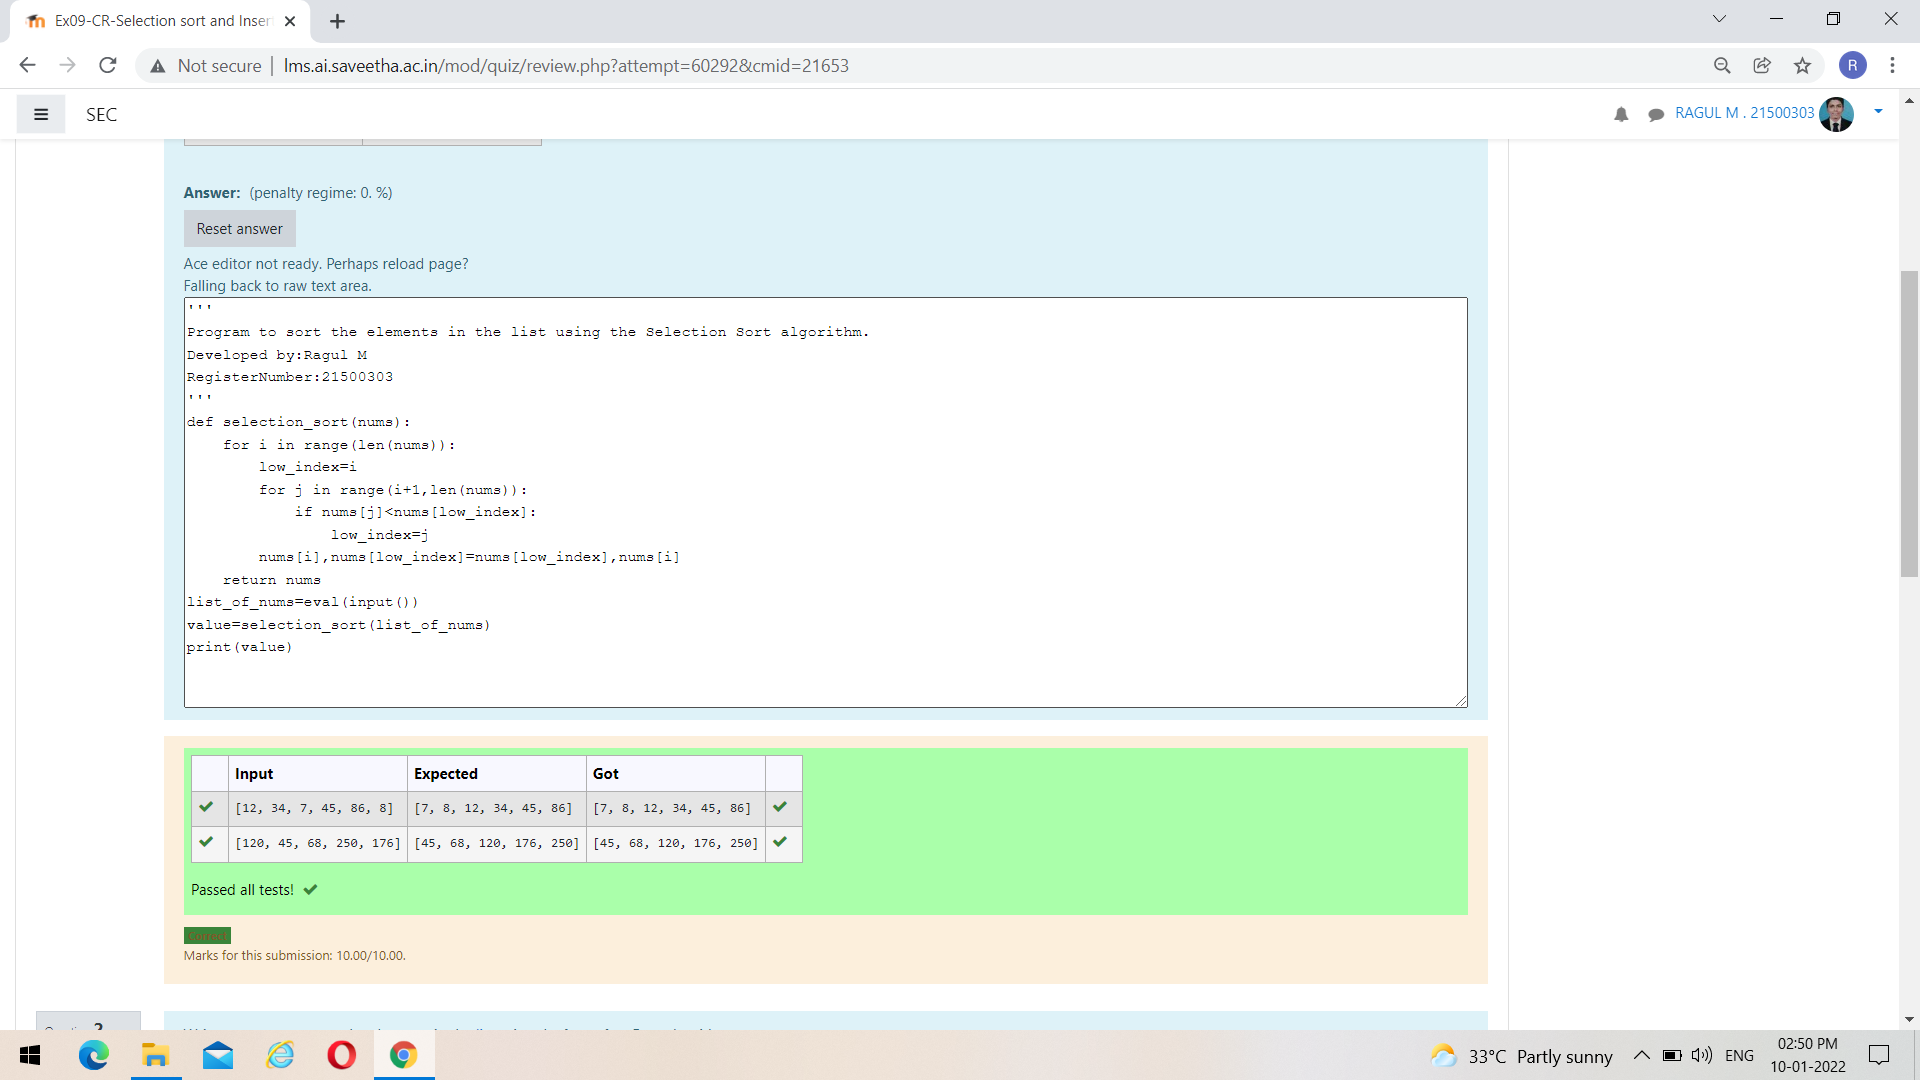 Ex09-CR-Selection sort and Inser
Not secure
lms.ai.saveetha.ac.in/mod/quiz/review.php?attempt=60292&cmid=21653
R
SEC
RAGUL M . 21500303
Answer: (penalty regime: 0. %)
Reset answer
Ace editor not ready. Perhaps reload page?
Falling back to raw text area.
'''
Program to sort the elements in the list using the Selection Sort algorithm.
Developed by:Ragul M
RegisterNumber:21500303
'''
def selection_sort(nums):
    for i in range(len(nums)):
        low_index=i
        for j in range(i+1,len(nums)):
            if nums[j]<nums[low_index]:
                low_index=j
        nums[i],nums[low_index]=nums[low_index],nums[i]
    return nums
list_of_nums=eval(input())
value=selection_sort(list_of_nums)
print(value)
Input Expected Got
[12, 34, 7, 45, 86, 8] [7, 8, 12, 34, 45, 86] [7, 8, 12, 34, 45, 86]
[120, 45, 68, 250, 176] [45, 68, 120, 176, 250] [45, 68, 120, 176, 250]
Passed all tests!
Correct
Marks for this submission: 10.00/10.00.
33°C Partly sunny
ENG
02:50 PM
10-01-2022